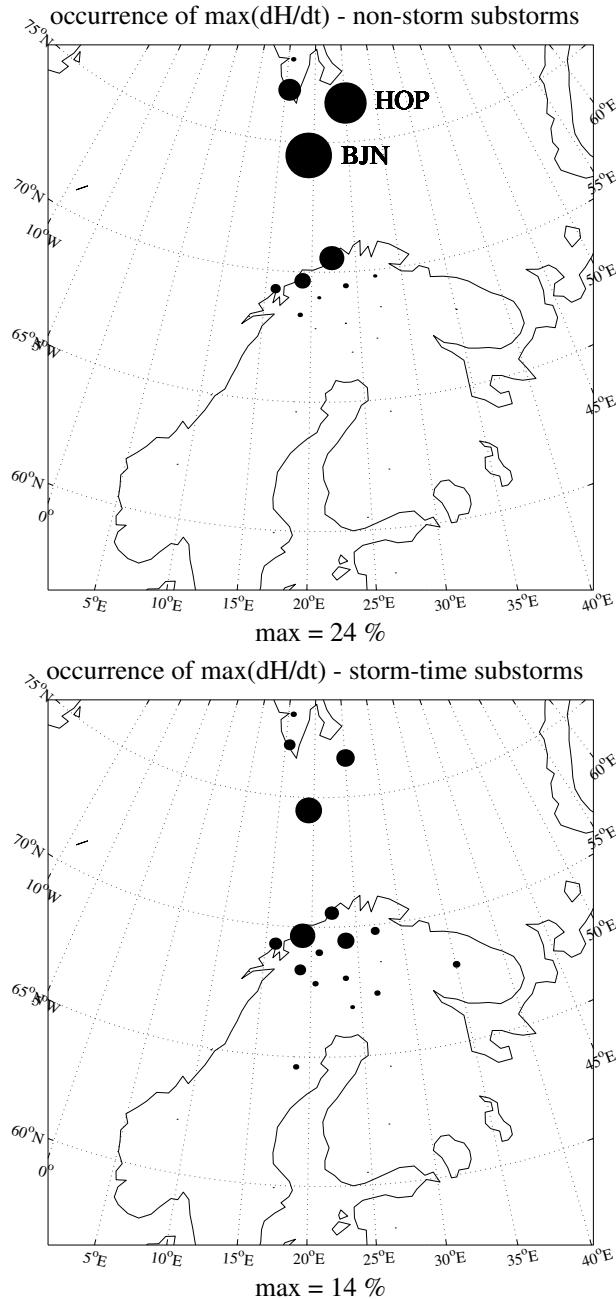 occurrence of max(dH/dt) - non-storm substorms
75°N
HOP
60°E
BJN
55°E
70°N
10°W
50°E
65°N
5°W
45°E
60°N
0°
5°E 10°E 15°E 20°E 25°E 30°E 35°E 40°E
max = 24 %
occurrence of max(dH/dt) - storm-time substorms
75°N
60°E
55°E
70°N
10°W
50°E
65°N
5°W
45°E
60°N
0°
5°E 10°E 15°E 20°E 25°E 30°E 35°E 40°E
max = 14 %